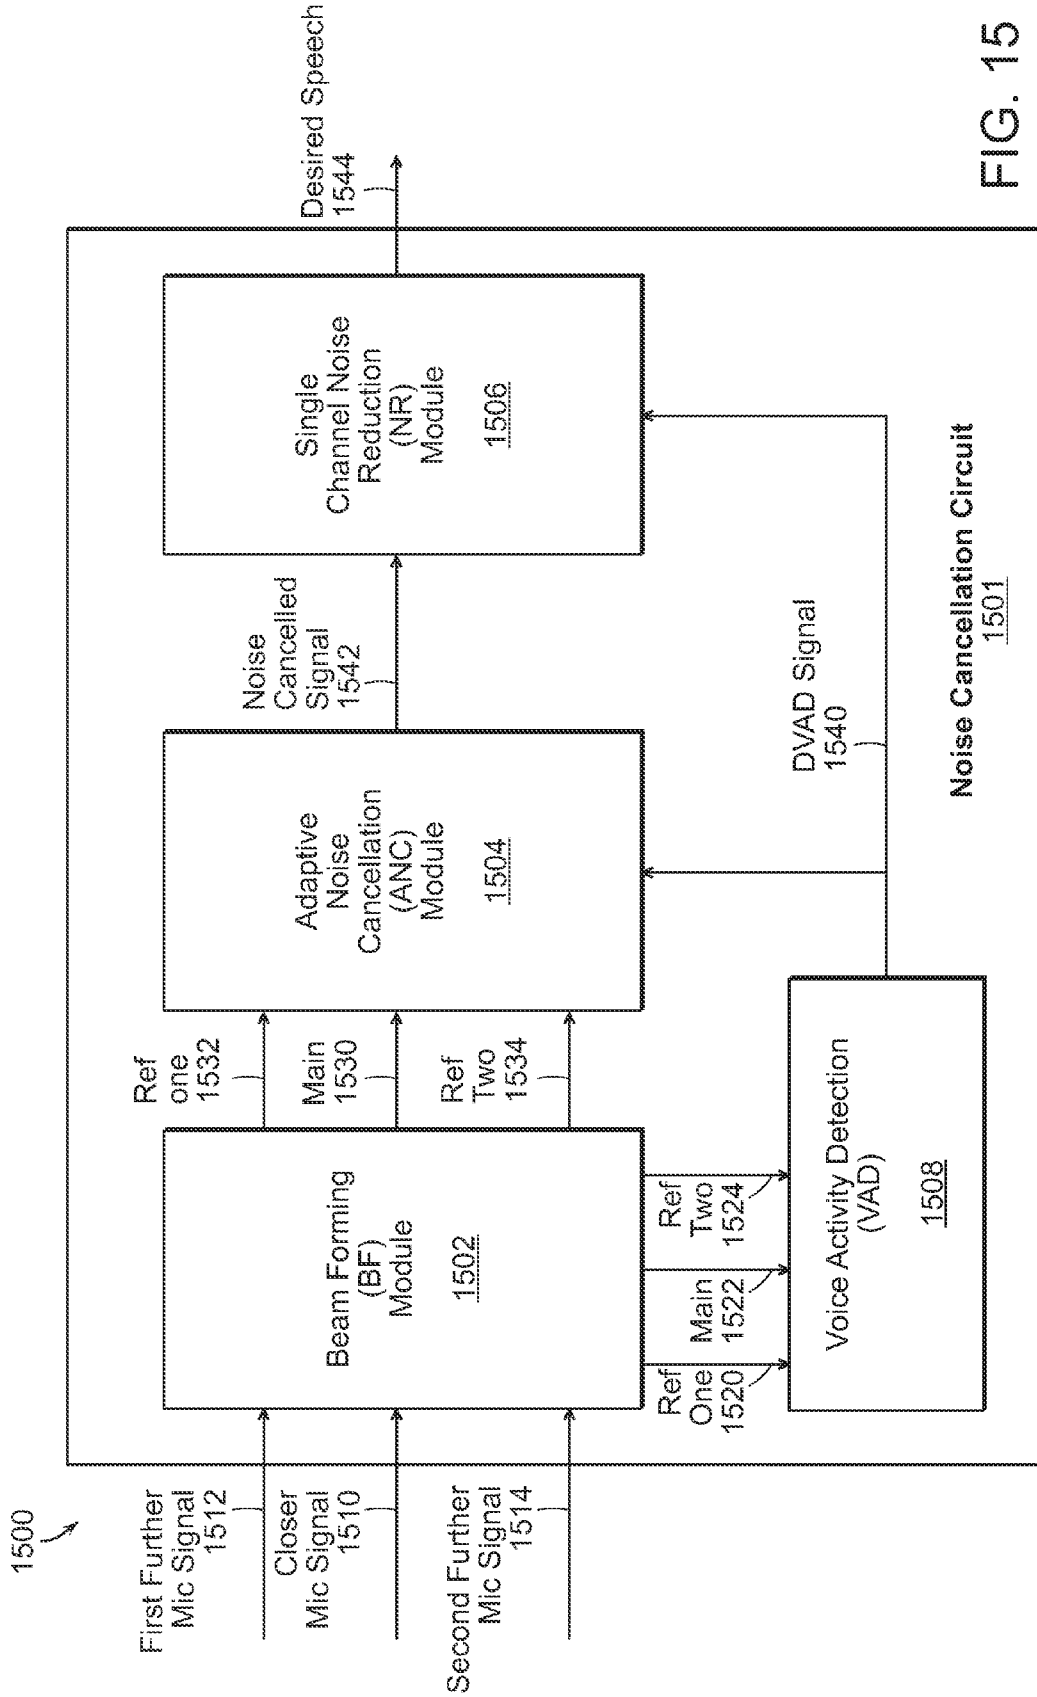 1500
First Further
Mic Signal
1512
Closer
Mic Signal
1510
Second Further
Mic Signal
1514
Beam Forming
(BF)
Module
1502
Ref
one
1532
Main
1530
Ref
Two
1534
Adaptive
Noise
Cancellation
(ANC)
Module
1504
Noise
Cancelled
Signal
1542
Single
Channel Noise
Reduction
(NR)
Module
1506
Desired Speech
1544
Ref
One
1520
Main
1522
Ref
Two
1524
Voice Activity Detection
(VAD)
1508
DVAD Signal
1540
Noise Cancellation Circuit
1501
FIG. 15